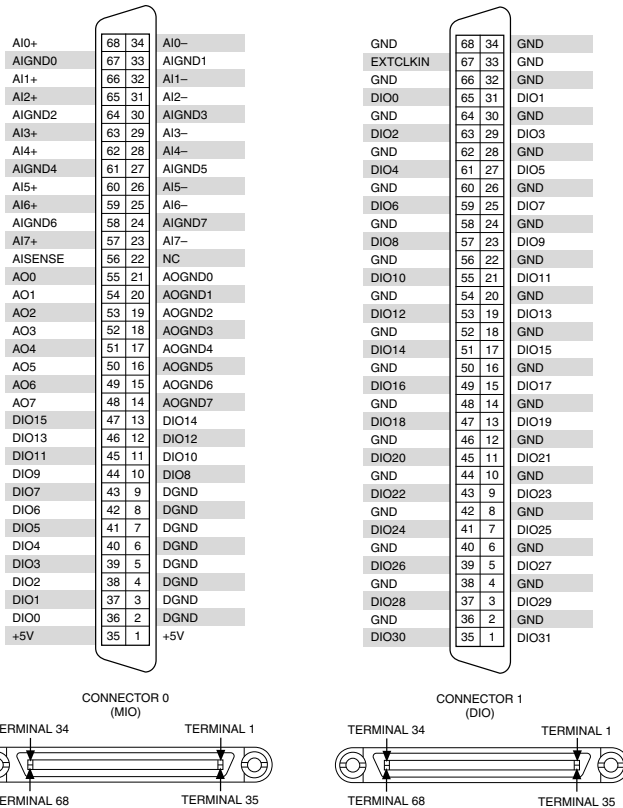 AI0+ 68 34 AI0–
AIGND0 67 33 AIGND1
AI1+ 66 32 AI1–
AI2+ 65 31 AI2–
AIGND2 64 30 AIGND3
AI3+ 63 29 AI3–
AI4+ 62 28 AI4–
AIGND4 61 27 AIGND5
AI5+ 60 26 AI5–
AI6+ 59 25 AI6–
AIGND6 58 24 AIGND7
AI7+ 57 23 AI7–
AISENSE 56 22 NC
AO0 55 21 AOGND0
AO1 54 20 AOGND1
AO2 53 19 AOGND2
AO3 52 18 AOGND3
AO4 51 17 AOGND4
AO5 50 16 AOGND5
AO6 49 15 AOGND6
AO7 48 14 AOGND7
DIO15 47 13 DIO14
DIO13 46 12 DIO12
DIO11 45 11 DIO10
DIO9 44 10 DIO8
DIO7 43 9 DGND
DIO6 42 8 DGND
DIO5 41 7 DGND
DIO4 40 6 DGND
DIO3 39 5 DGND
DIO2 38 4 DGND
DIO1 37 3 DGND
DIO0 36 2 DGND
+5V 35 1 +5V
CONNECTOR 0
(MIO)
ERMINAL 34 TERMINAL 1
ERMINAL 68 TERMINAL 35
GND 68 34 GND
EXTCLKIN 67 33 GND
GND 66 32 GND
DIO0 65 31 DIO1
GND 64 30 GND
DIO2 63 29 DIO3
GND 62 28 GND
DIO4 61 27 DIO5
GND 60 26 GND
DIO6 59 25 DIO7
GND 58 24 GND
DIO8 57 23 DIO9
GND 56 22 GND
DIO10 55 21 DIO11
GND 54 20 GND
DIO12 53 19 DIO13
GND 52 18 GND
DIO14 51 17 DIO15
GND 50 16 GND
DIO16 49 15 DIO17
GND 48 14 GND
DIO18 47 13 DIO19
GND 46 12 GND
DIO20 45 11 DIO21
GND 44 10 GND
DIO22 43 9 DIO23
GND 42 8 GND
DIO24 41 7 DIO25
GND 40 6 GND
DIO26 39 5 DIO27
GND 38 4 GND
DIO28 37 3 DIO29
GND 36 2 GND
DIO30 35 1 DIO31
CONNECTOR 1
(DIO)
TERMINAL 34 TERMINAL 1
TERMINAL 68 TERMINAL 35